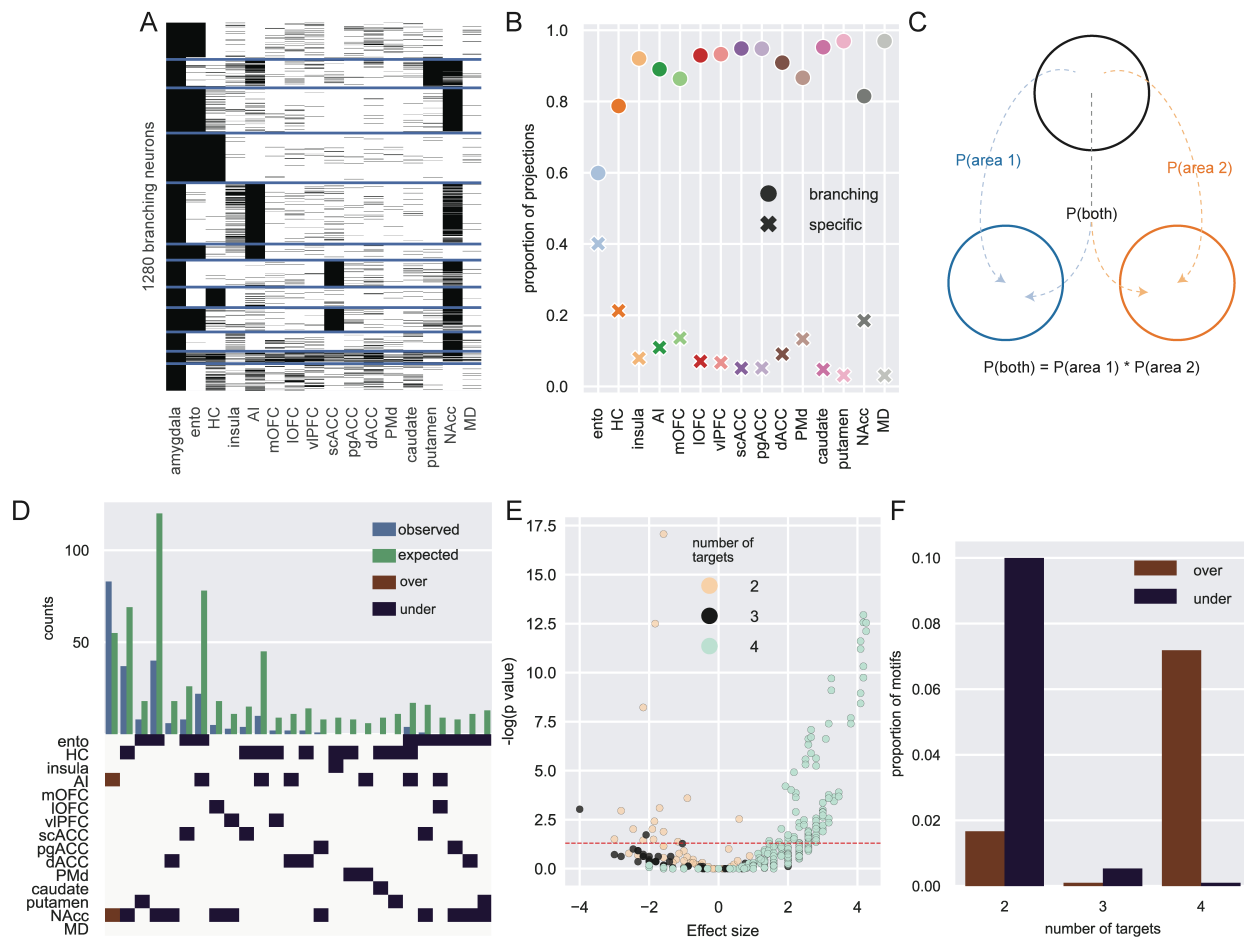 A
1280 branching neurons
amygdala
ento
HC
insula
AI
mOFC
lOFC
vlPFC
scACC
pgACC
dACC
PMd
caudate
putamen
NAcc
MD
B
proportion of projections
1.0
0.8
0.6
0.4
0.2
0.0
branching
specific
ento
HC
insula
AI
mOFC
lOFC
vlPFC
scACC
pgACC
dACC
PMd
caudate
putamen
NAcc
MD
C
P(area 1)
P(area 2)
P(both)
P(both) = P(area 1) * P(area 2)
D
counts
100
50
observed
expected
over
under
ento
HC
insula
AI
mOFC
lOFC
vlPFC
scACC
pgACC
dACC
PMd
caudate
putamen
NAcc
MD
E
-log(p value)
17.5
15.0
12.5
10.0
7.5
5.0
2.5
0.0
number of
targets
2
3
4
−4
−2
0
2
4
Effect size
F
proportion of motifs
0.10
0.08
0.06
0.04
0.02
0.00
over
under
2
3
4
number of targets